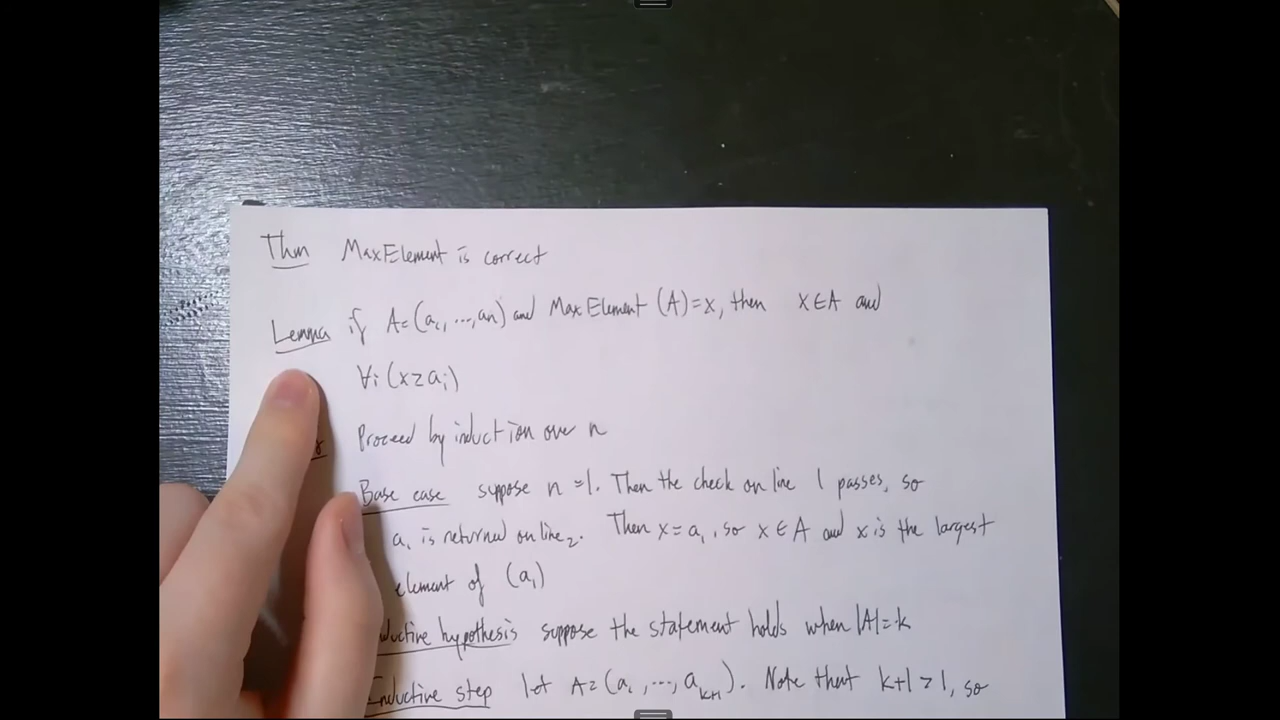 Thm MaxElement is correct
Lemma if A=(a₁, ..., aₙ) and MaxElement (A)=x, then x∈A and
∀i (x≥aᵢ)
Proceed by induction over n
Base case suppose n=1. Then the check on line 1 passes, so
a₁ is returned on line 2. Then x=a₁, so x∈A and x is the largest
element of (a₁)
ductive hypothesis suppose the statement holds when |A|=k
Inductive step let A=(a₁, ..., aₖ₊₁). Note that k+1>1, so